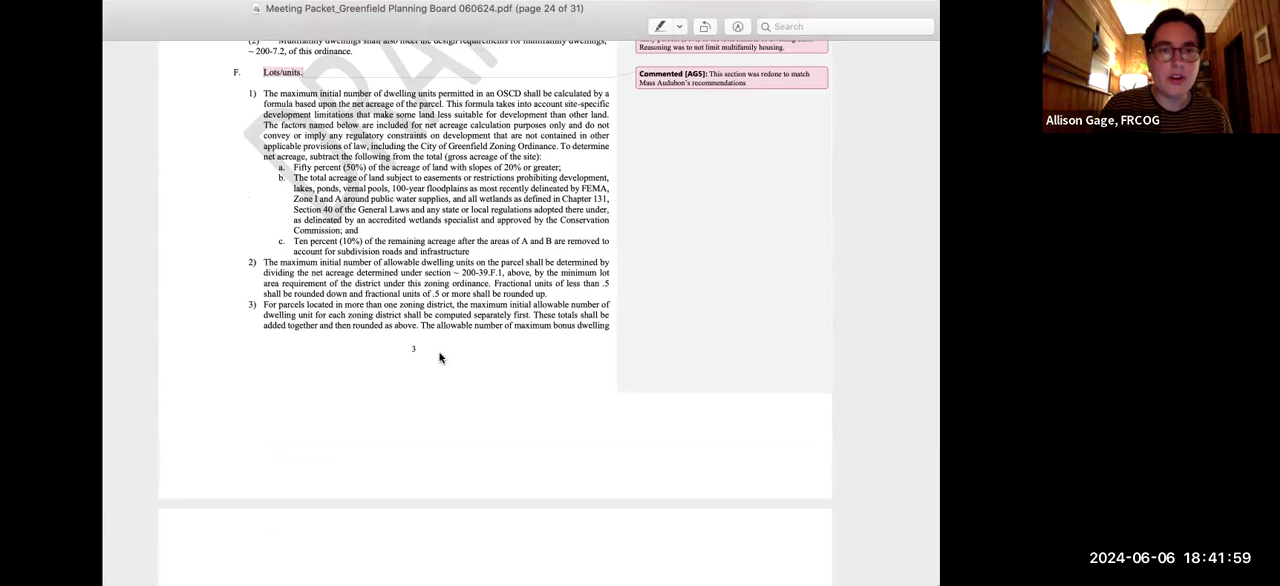 Meeting Packet_Greenfield Planning Board 060624.pdf (page 24 of 31)
Search
(2) Multifamily dwellings shall also meet the design requirements for multifamily dwellings,
~ 200-7.2, of this ordinance.
Reasoning was to not limit multifamily housing.
F. Lots/units.
Commented [AG5]: This section was redone to match
Mass Audubon's recommendations
1) The maximum initial number of dwelling units permitted in an OSCD shall be calculated by a
formula based upon the net acreage of the parcel. This formula takes into account site-specific
development limitations that make some land less suitable for development than other land.
The factors named below are included for net acreage calculation purposes only and do not
convey or imply any regulatory constraints on development that are not contained in other
applicable provisions of law, including the City of Greenfield Zoning Ordinance. To determine
net acreage, subtract the following from the total (gross acreage of the site):
a. Fifty percent (50%) of the acreage of land with slopes of 20% or greater;
b. The total acreage of land subject to easements or restrictions prohibiting development,
lakes, ponds, vernal pools, 100-year floodplains as most recently delineated by FEMA,
Zone I and A around public water supplies, and all wetlands as defined in Chapter 131,
Section 40 of the General Laws and any state or local regulations adopted there under,
as delineated by an accredited wetlands specialist and approved by the Conservation
Commission; and
c. Ten percent (10%) of the remaining acreage after the areas of A and B are removed to
account for subdivision roads and infrastructure
2) The maximum initial number of allowable dwelling units on the parcel shall be determined by
dividing the net acreage determined under section ~ 200-39.F.1, above, by the minimum lot
area requirement of the district under this zoning ordinance. Fractional units of less than .5
shall be rounded down and fractional units of .5 or more shall be rounded up.
3) For parcels located in more than one zoning district, the maximum initial allowable number of
dwelling unit for each zoning district shall be computed separately first. These totals shall be
added together and then rounded as above. The allowable number of maximum bonus dwelling
3
Allison Gage, FRCOG
2024-06-06 18:41:59